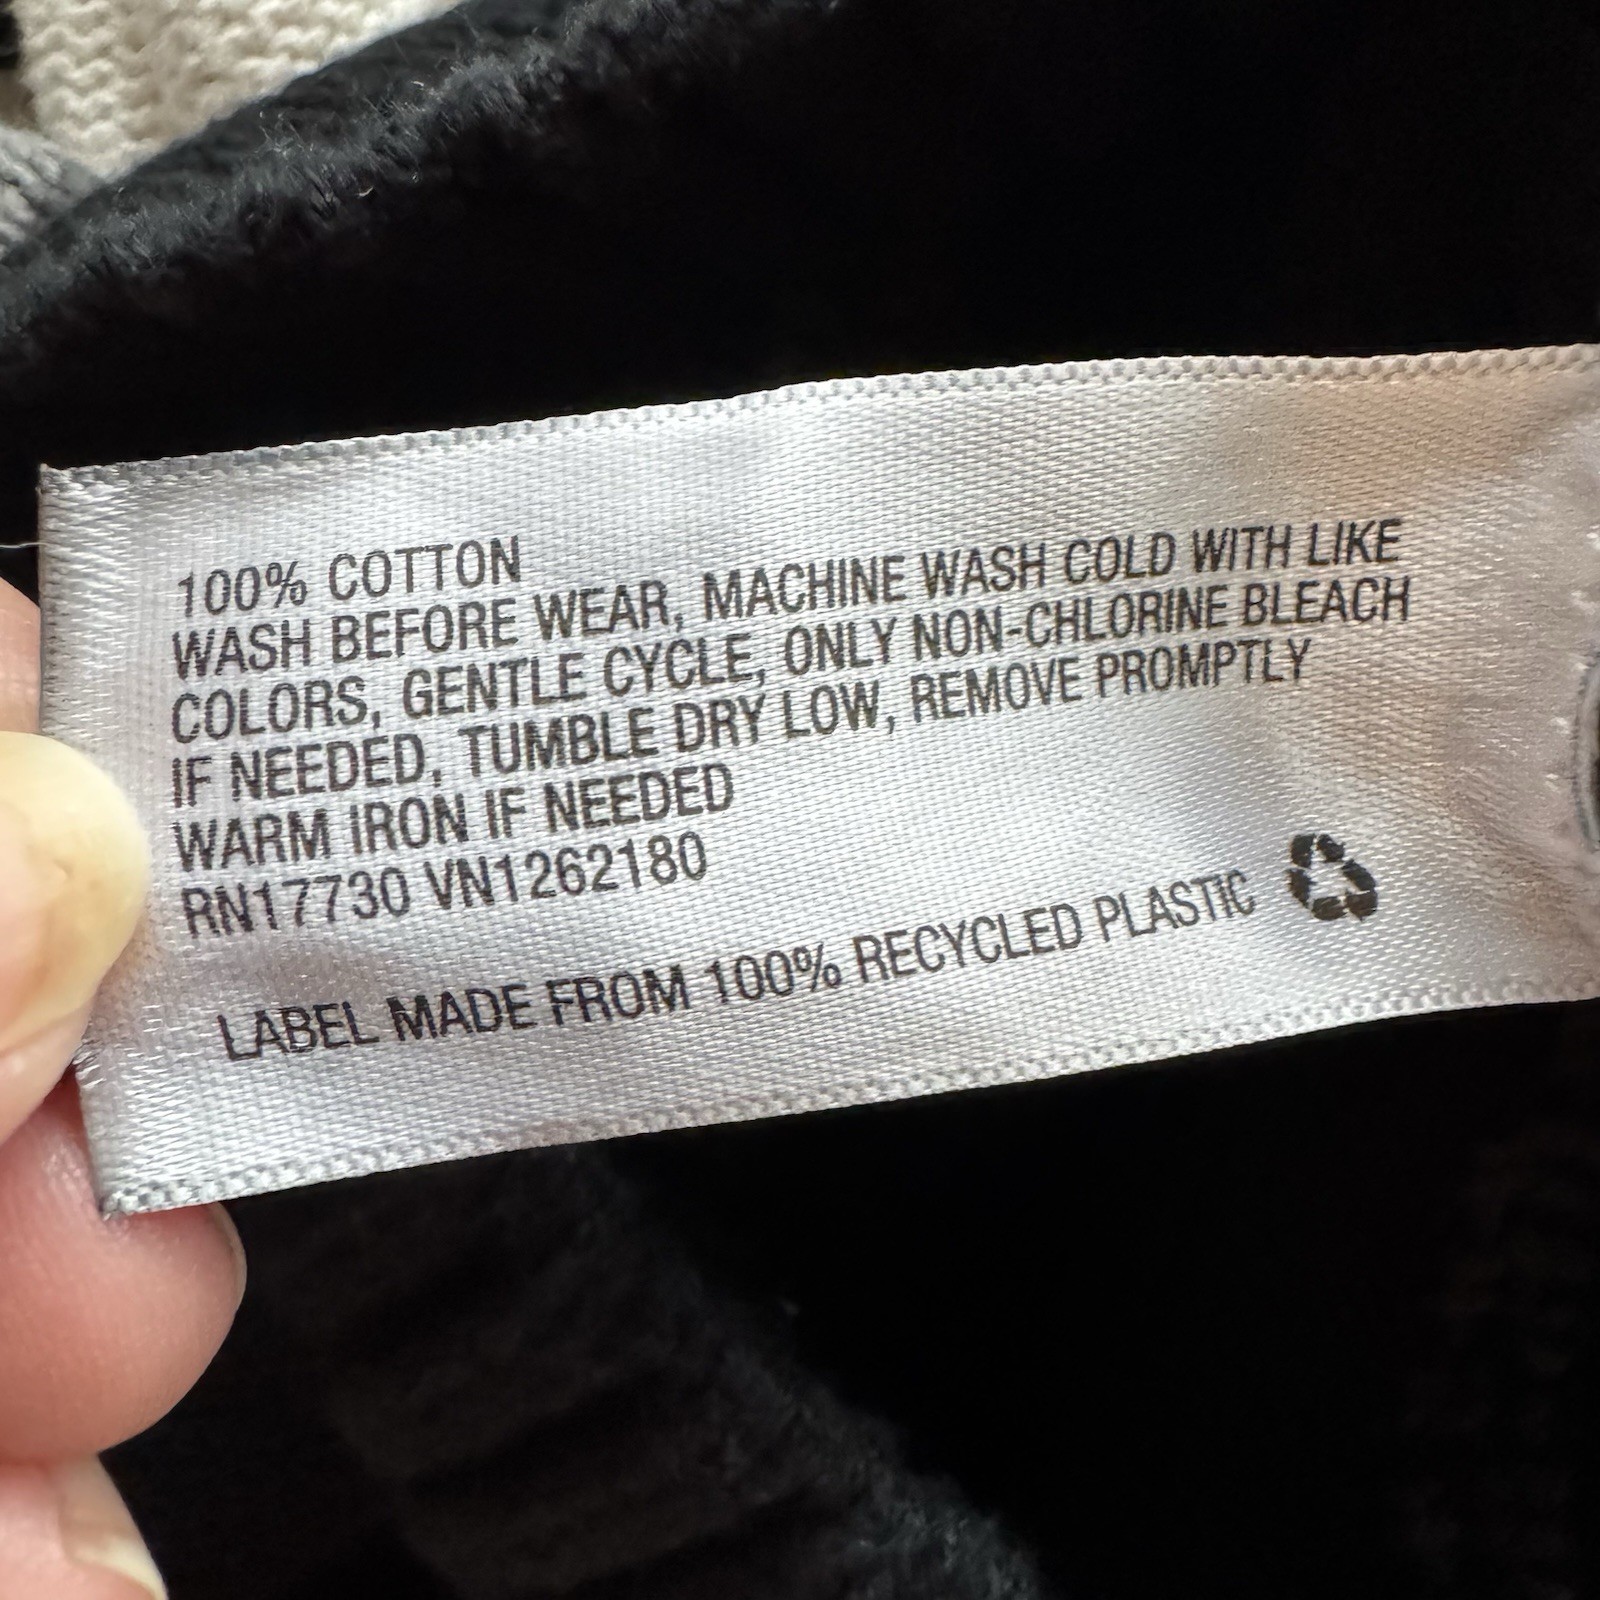 100% COTTON
WASH BEFORE WEAR, MACHINE WASH COLD WITH LIKE
COLORS, GENTLE CYCLE, ONLY NON-CHLORINE BLEACH
IF NEEDED, TUMBLE DRY LOW, REMOVE PROMPTLY
WARM IRON IF NEEDED
RN17730 VN1262180
LABEL MADE FROM 100% RECYCLED PLASTIC